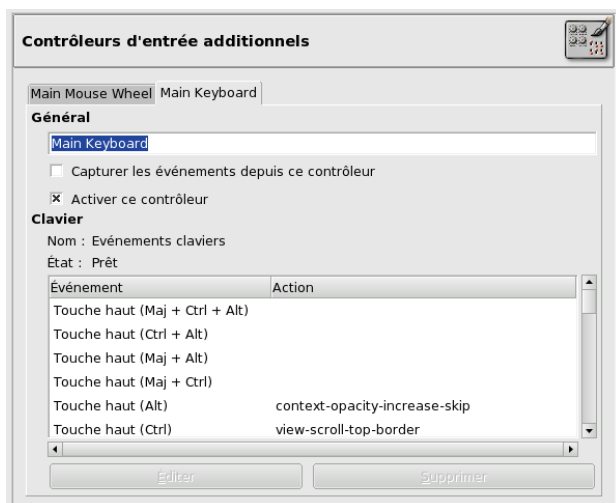 Contrôleurs d'entrée additionnels
Main Mouse Wheel Main Keyboard
Général
Main Keyboard
Capturer les événements depuis ce contrôleur
Activer ce contrôleur
Clavier
Nom : Evénements claviers
État : Prêt
Événement Action
Touche haut (Maj + Ctrl + Alt)
Touche haut (Ctrl + Alt)
Touche haut (Maj + Alt)
Touche haut (Maj + Ctrl)
Touche haut (Alt) context-opacity-increase-skip
Touche haut (Ctrl) view-scroll-top-border
Éditer Supprimer